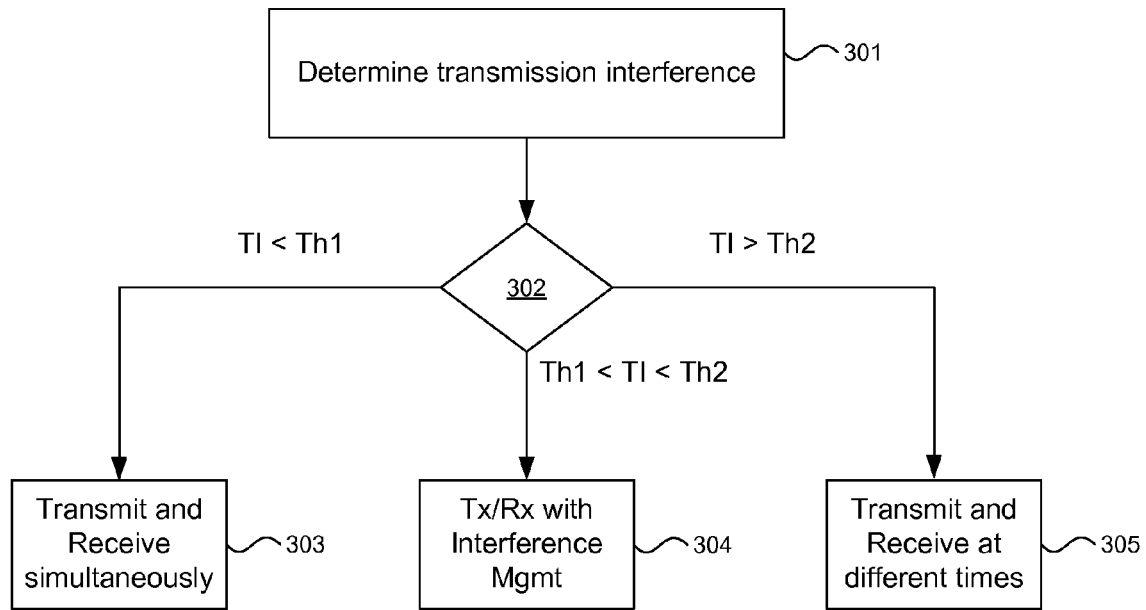 Determine transmission interference
301
TI < Th1
TI > Th2
302
Th1 < TI < Th2
Transmit and
Receive
simultaneously
303
Tx/Rx with
Interference
Mgmt
304
Transmit and
Receive at
different times
305